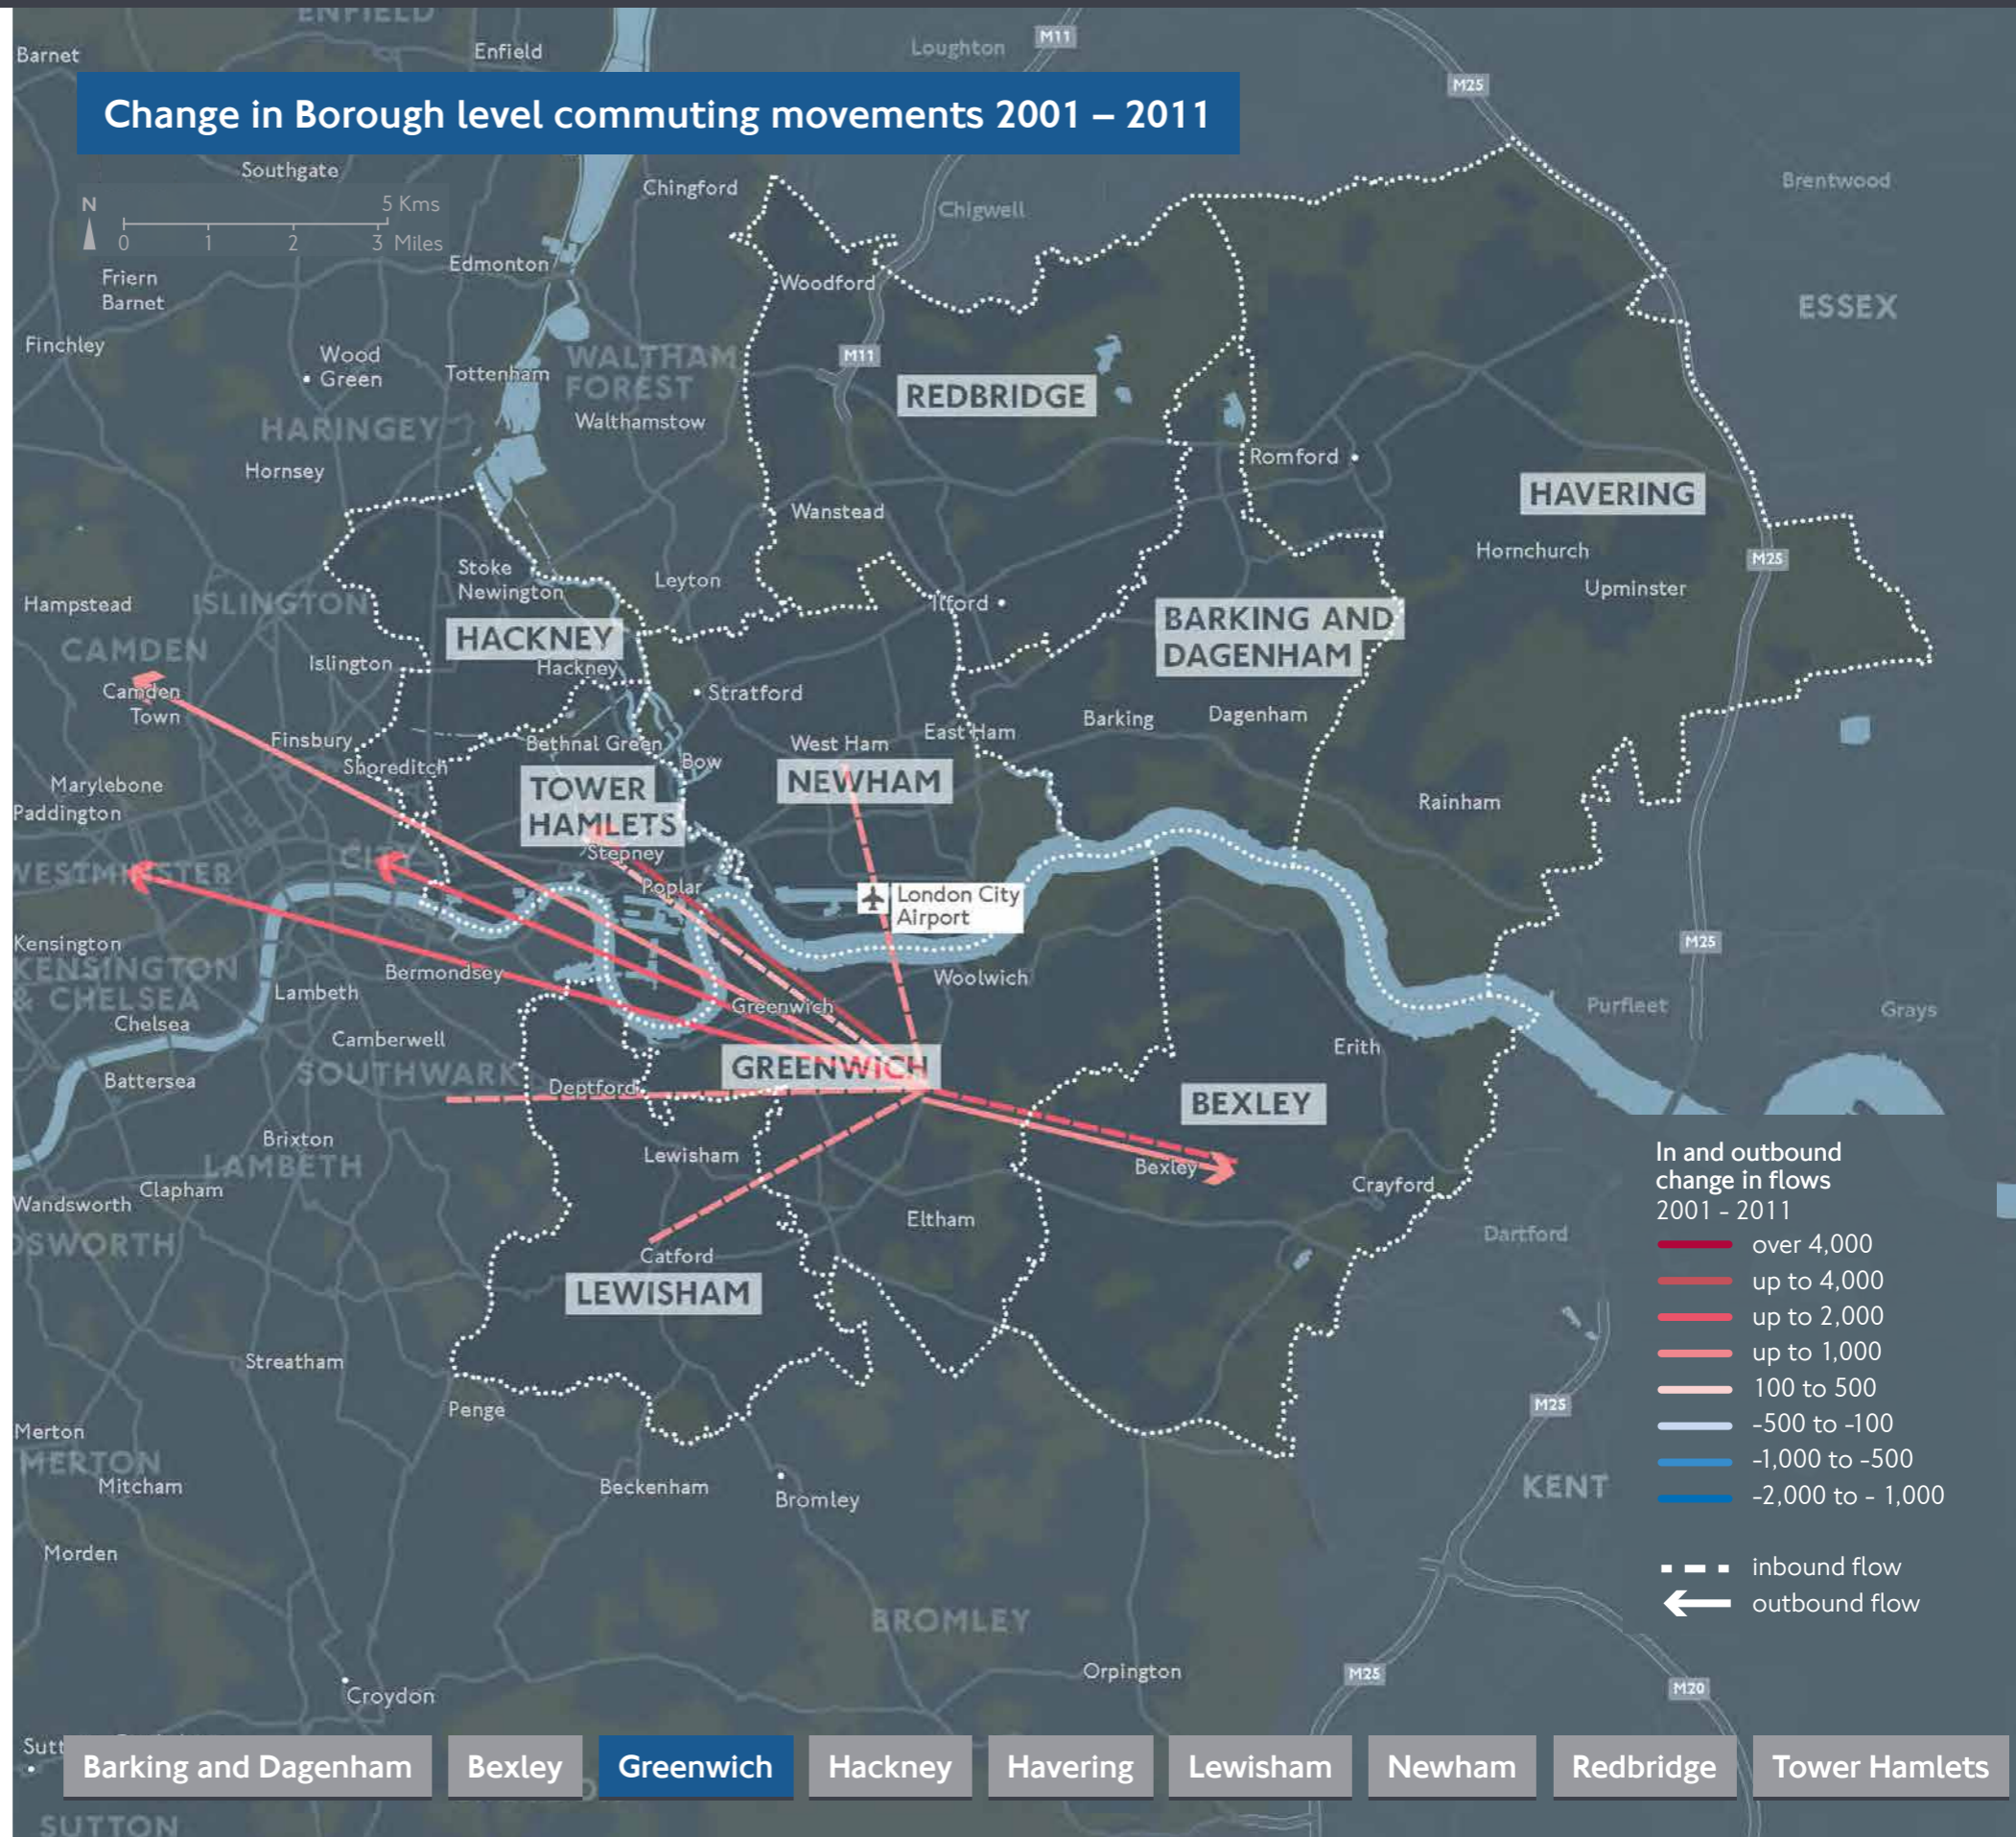 ENFIELD
Barnet
Enfield
Loughton
M11
M25
Change in Borough level commuting movements 2001 – 2011
Southgate
Chingford
Brentwood
N
5 Kms
0 1 2 3 Miles
Chigwell
Edmonton
Friern
Barnet
Woodford
ESSEX
Finchley
Wood
Green
Tottenham
WALTHAM
FOREST
M11
REDBRIDGE
HARINGEY
Walthamstow
Hornsey
Romford
HAVERING
Wanstead
Hornchurch
M25
Stoke
Newington
Leyton
Upminster
Hampstead
ISLINGTON
Ilford
BARKING AND
DAGENHAM
HACKNEY
CAMDEN
Islington
Hackney
Camden
Town
Stratford
Barking
Dagenham
Finsbury
Bethnal Green
West Ham
East Ham
Shoreditch
Bow
Marylebone
TOWER
HAMLETS
NEWHAM
Rainham
Paddington
WESTMINSTER
CITY
Stepney
Poplar
London City
Airport
Kensington
KENSINGTON
& CHELSEA
Bermondsey
Woolwich
M25
Lambeth
Greenwich
Purfleet
Grays
Chelsea
Camberwell
Erith
SOUTHWARK
GREENWICH
Battersea
Deptford
BEXLEY
Brixton
LAMBETH
Lewisham
Bexley
Clapham
Crayford
Wandsworth
Eltham
Dartford
DSWORTH
Catford
LEWISHAM
In and outbound
change in flows
2001 - 2011
over 4,000
up to 4,000
up to 2,000
up to 1,000
100 to 500
-500 to -100
-1,000 to -500
-2,000 to - 1,000
inbound flow
outbound flow
Streatham
Penge
M25
Merton
MERTON
Mitcham
Beckenham
Bromley
KENT
Morden
BROMLEY
Orpington
M25
M20
Croydon
Sutt
Barking and Dagenham
Bexley
Greenwich
Hackney
Havering
Lewisham
Newham
Redbridge
Tower Hamlets
SUTTON